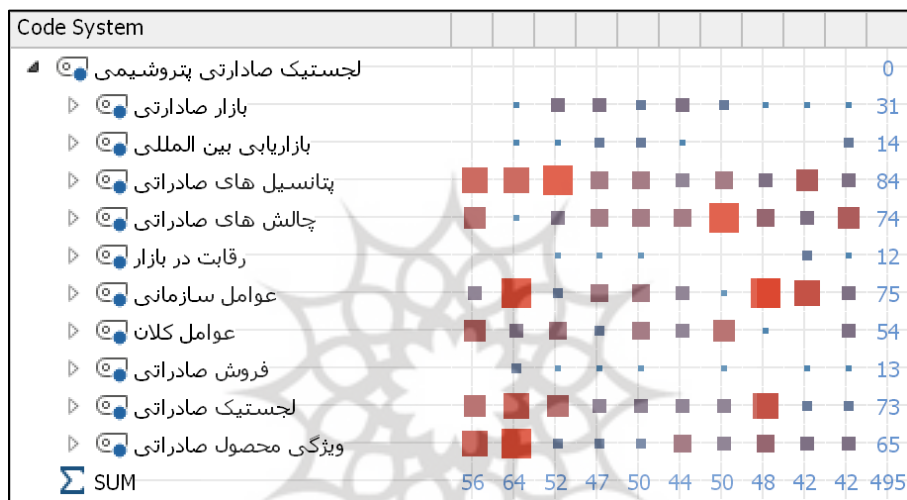 Code System
لجستیک صادارتی پتروشیمی 0
بازار صادارتی 31
بازاریابی بین المللی 14
پتانسیل های صادراتی 84
چالش های صادراتی 74
رقابت در بازار 12
عوامل سازمانی 75
عوامل کلان 54
فروش صادراتی 13
لجستیک صادراتی 73
ویژگی محصول صادراتی 65
Σ SUM 56 64 52 47 50 44 50 48 42 42 495